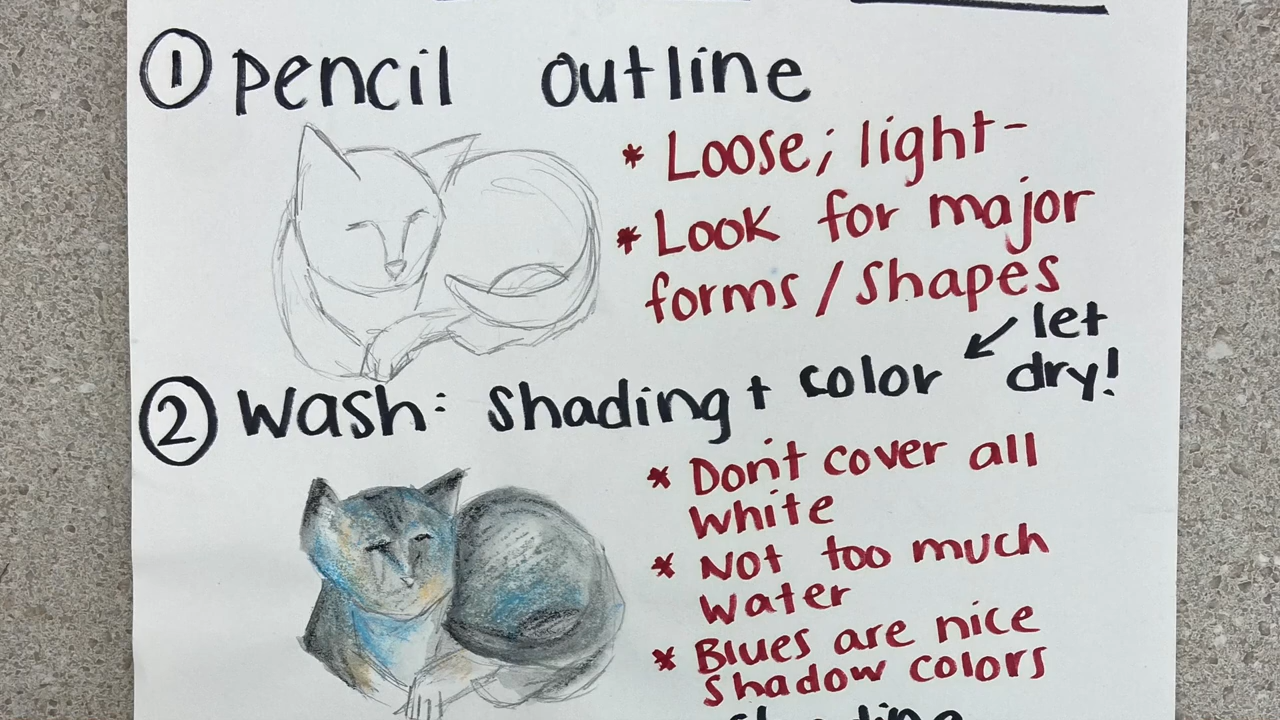 ① pencil outline
* Loose; light-
* Look for major
forms / shapes
let
dry!
② Wash: shading + color
* Don't cover all
white
* Not too much
water
* Blues are nice
shadow colors